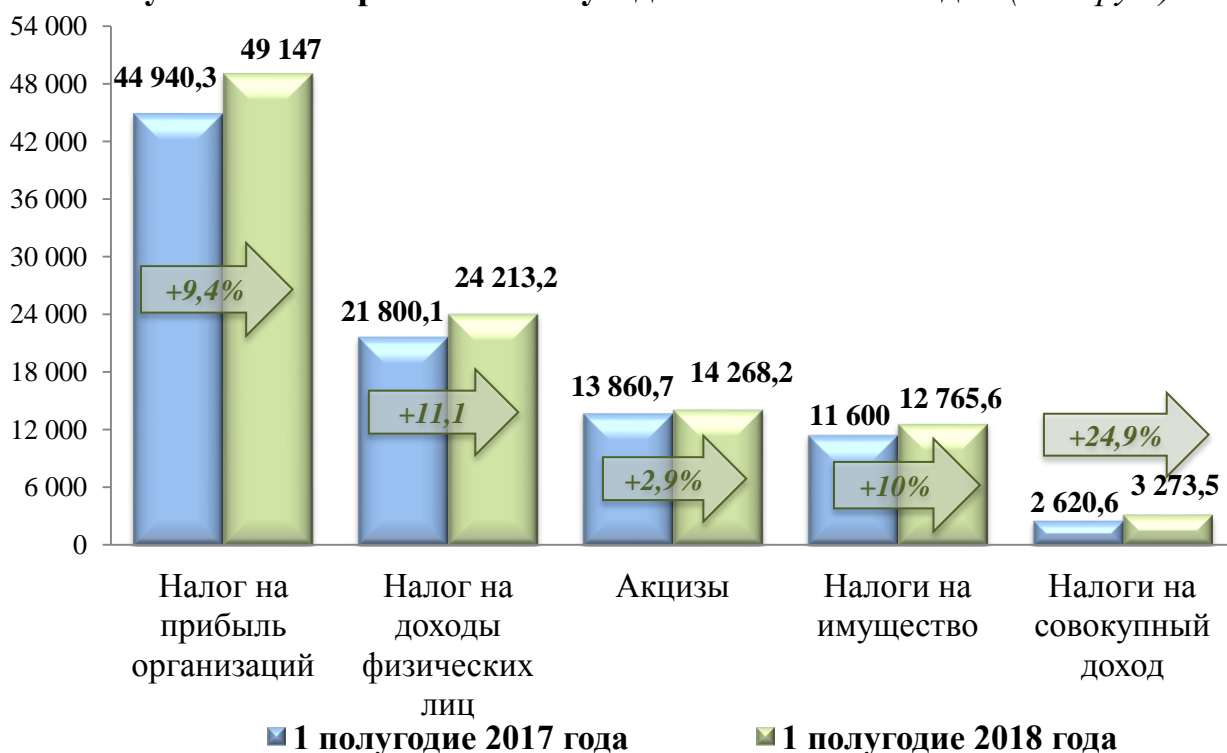 54 000
48 000
42 000
36 000
30 000
24 000
18 000
12 000
6 000
0
44 940,3
49 147
+9,4%
21 800,1
24 213,2
+11,1
13 860,7
14 268,2
+2,9%
11 600
12 765,6
+10%
2 620,6
3 273,5
+24,9%
Налог на
прибыль
организаций
Налог на
доходы
физических
лиц
Акцизы
Налоги на
имущество
Налоги на
совокупный
доход
1 полугодие 2017 года
1 полугодие 2018 года